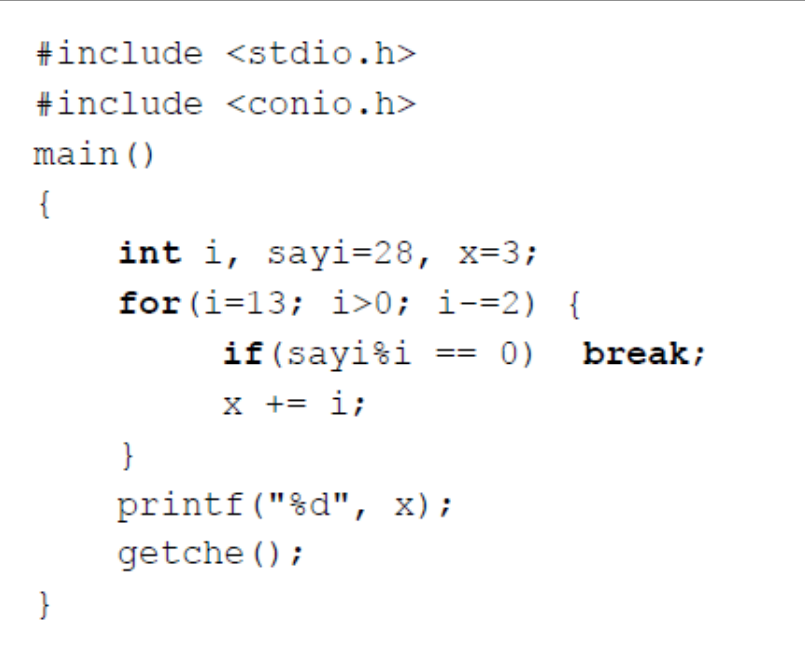 #include <stdio.h>
#include <conio.h>
main()
{
int i, sayi=28, x=3;
for(i=13; i>0; i-=2) {
if(sayi%i == 0) break;
x += i;
}
printf("%d", x);
getche();
}